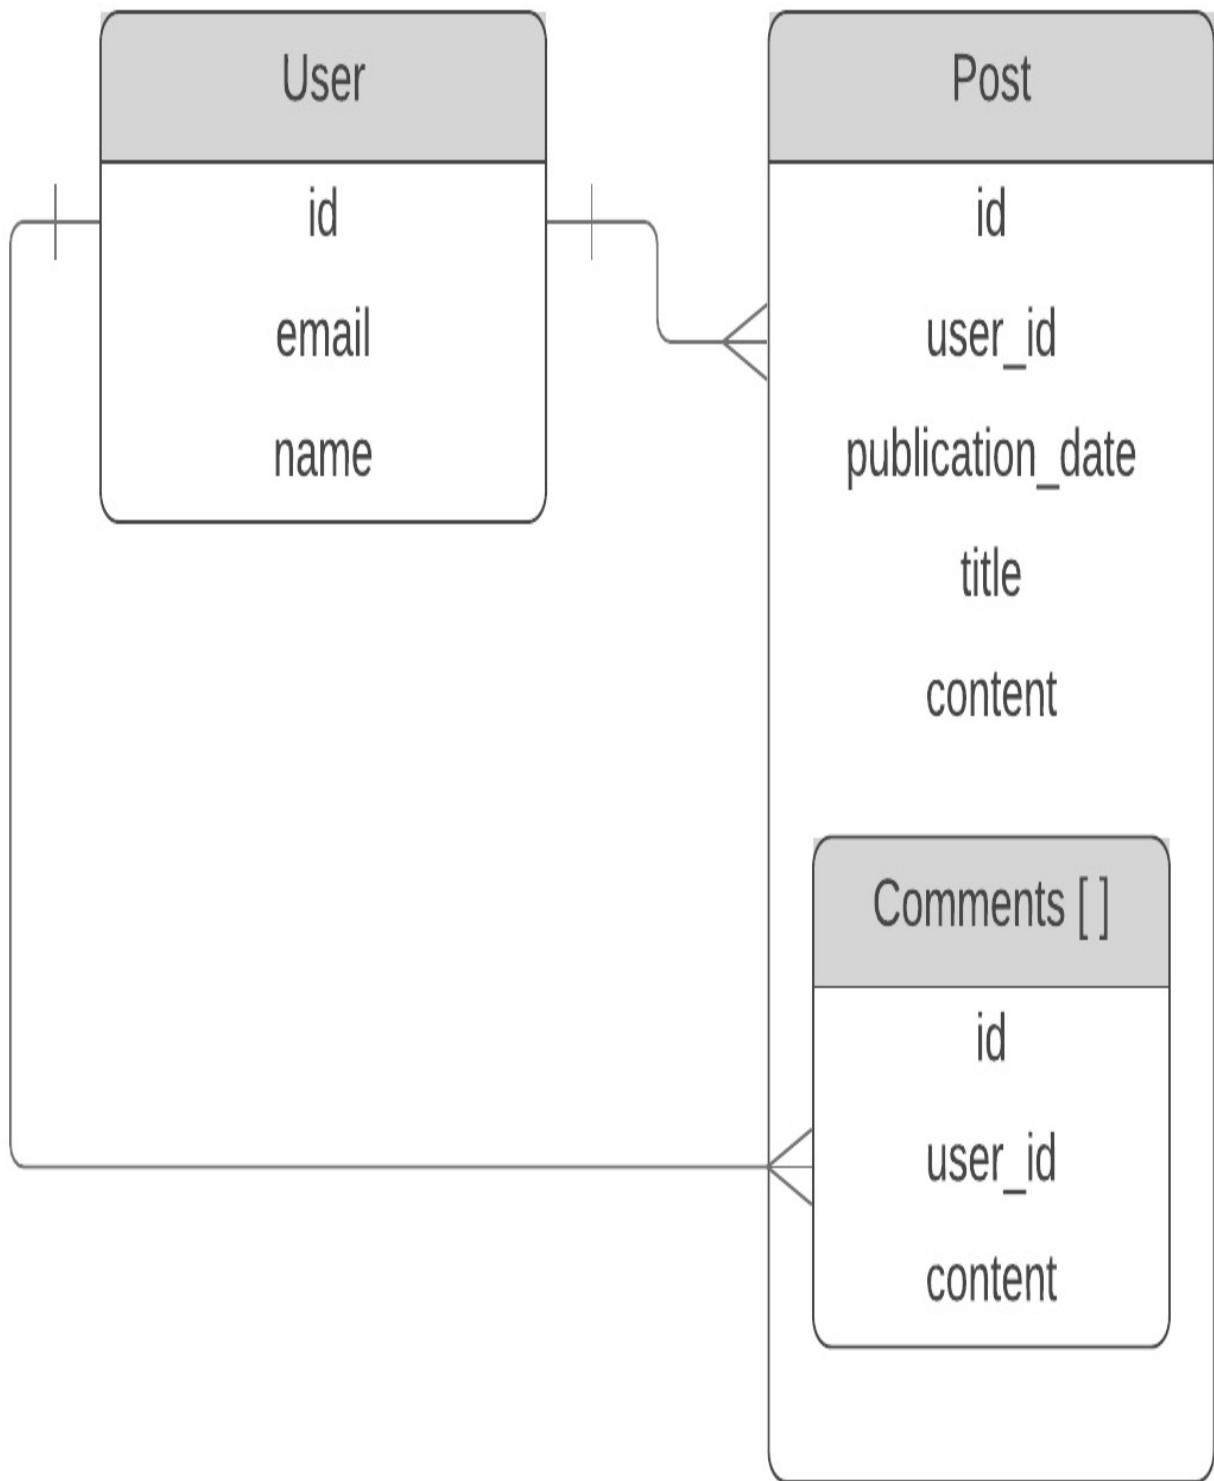 User
id
email
name
Post
id
user_id
publication_date
title
content
Comments [ ]
id
user_id
content